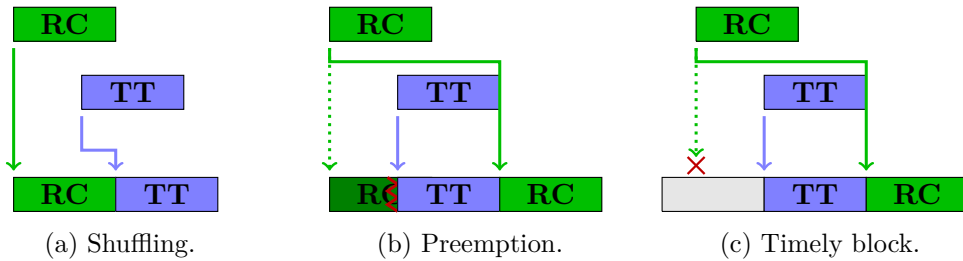 RC RC RC
TT TT TT
RC TT RC TT RC TT RC
(a) Shuffling. (b) Preemption. (c) Timely block.